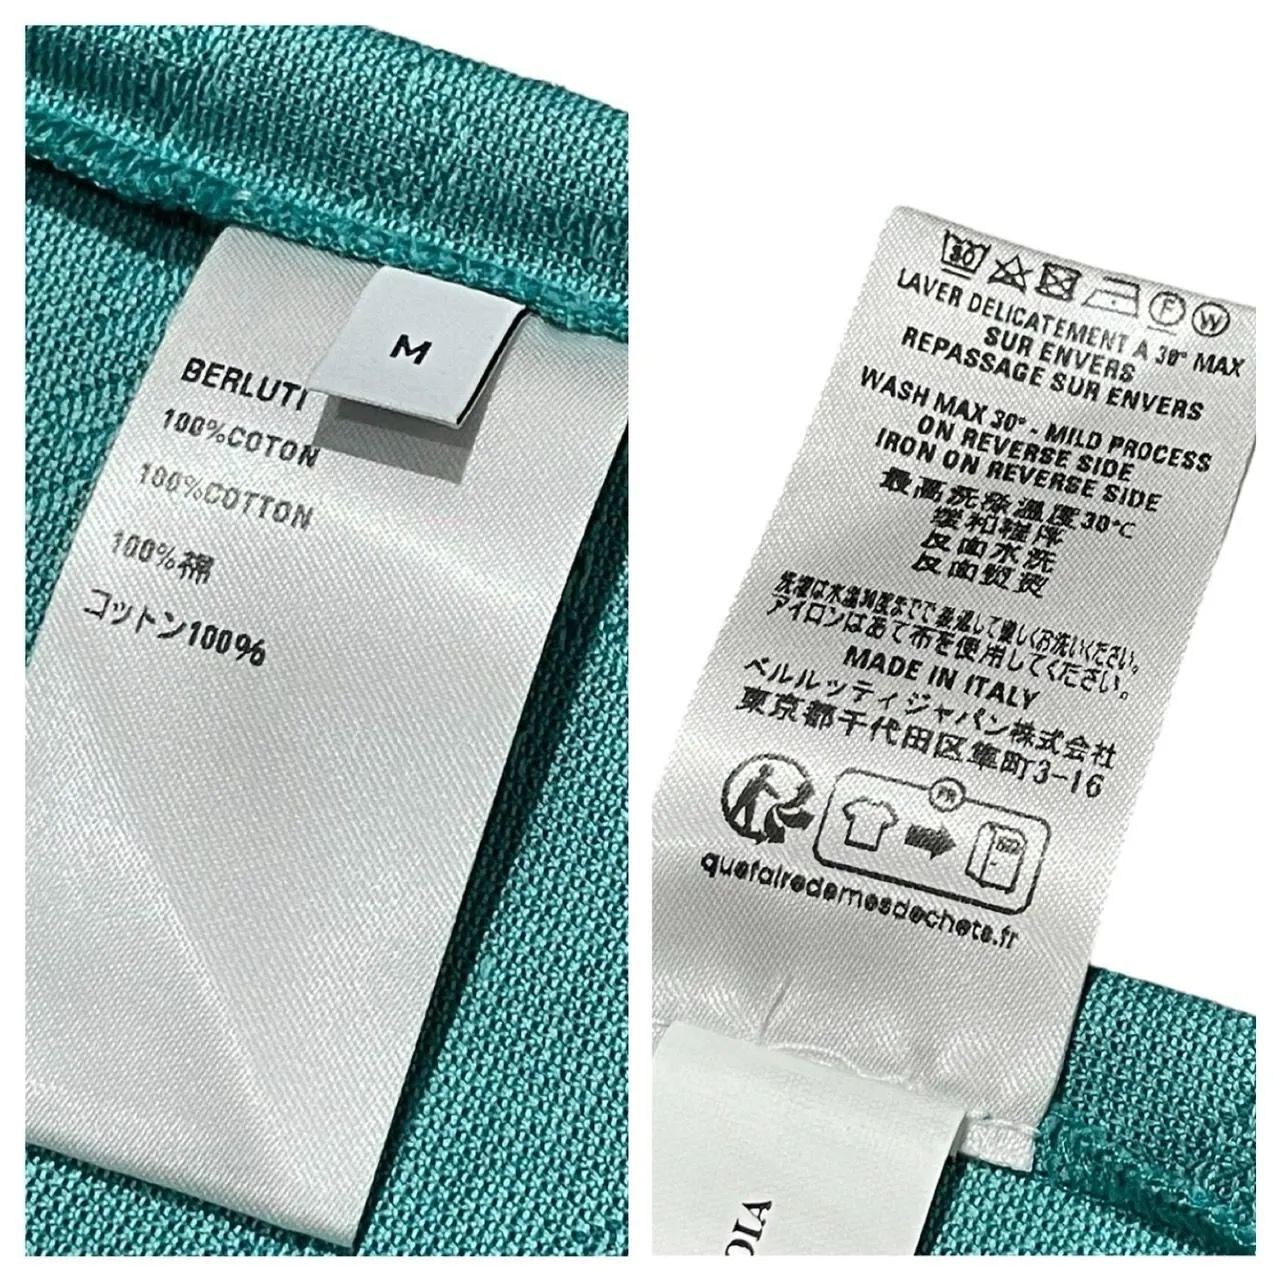 M
BERLUTI
100%COTON
100%COTTON
100%棉
コットン100%
30
F W
LAVER DELICATEMENT A 30° MAX
SUR ENVERS
REPASSAGE SUR ENVERS
WASH MAX 30° - MILD PROCESS
ON REVERSE SIDE
IRON ON REVERSE SIDE
最高洗涤温度30℃
缓和程序
反面水洗
反面熨烫
洗濯は水温30度までで裏返して優しくお洗いください。
アイロンはあて布を使用してください。
MADE IN ITALY
ベルルッティジャパン株式会社
東京都千代田区隼町3-16
FR
quefairedemesdechets.fr